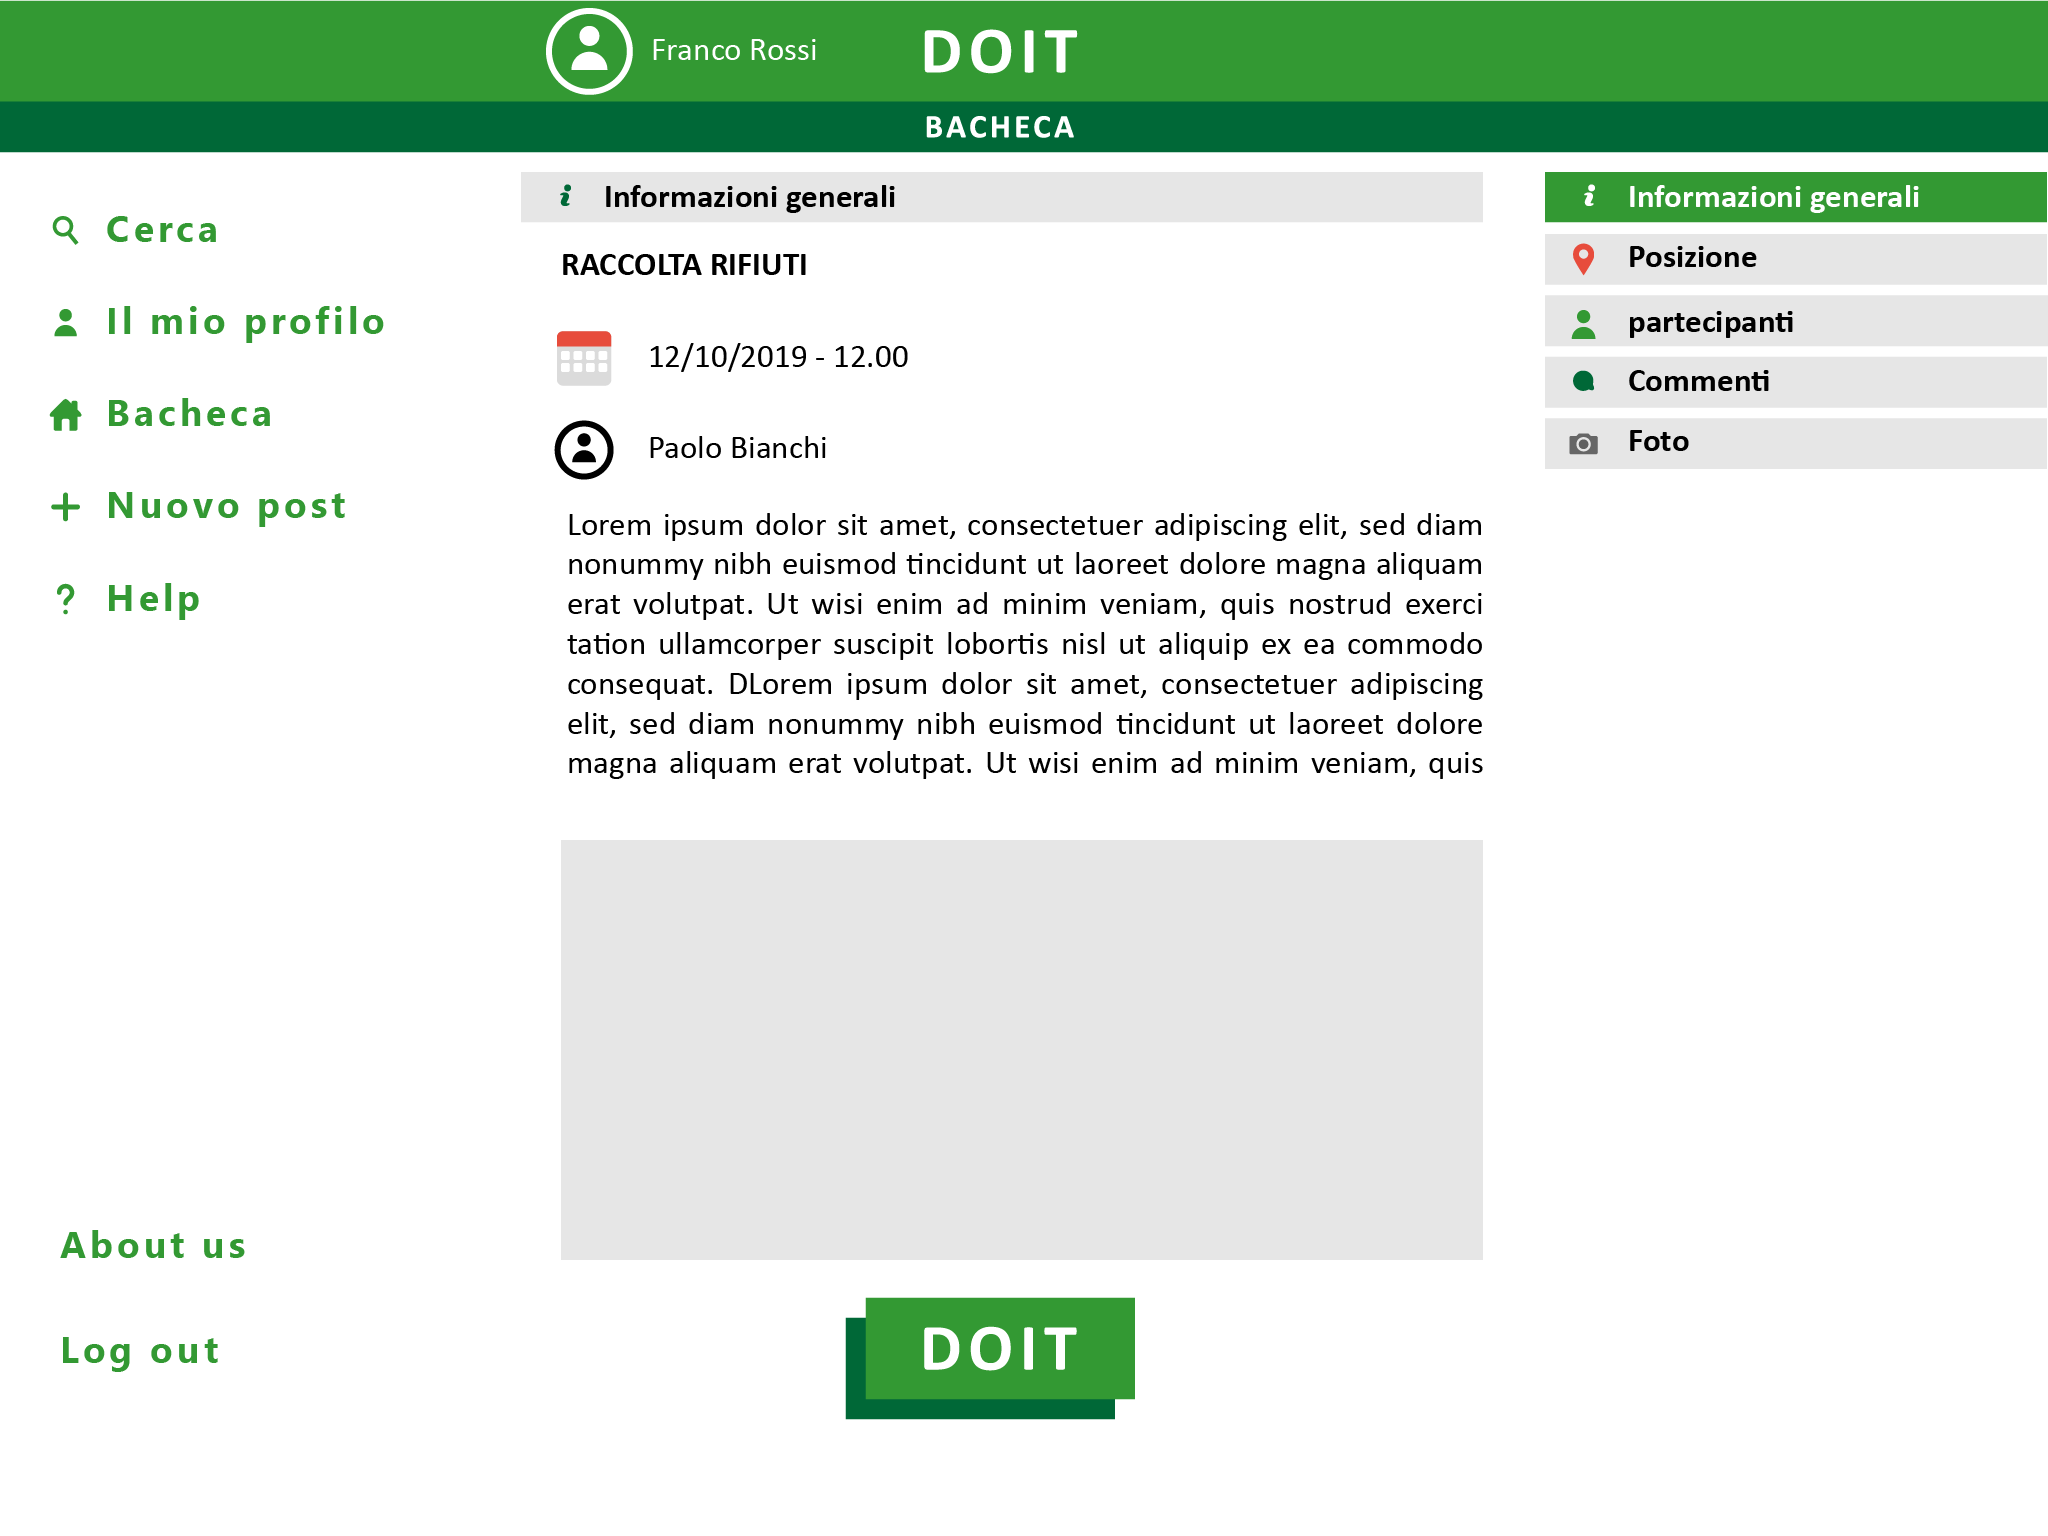 Franco Rossi
DOIT
BACHECA
Cerca
Il mio profilo
Bacheca
Nuovo post
Help
About us
Log out
Informazioni generali
RACCOLTA RIFIUTI
12/10/2019 - 12.00
Paolo Bianchi
Lorem ipsum dolor sit amet, consectetuer adipiscing elit, sed diam
nonummy nibh euismod tincidunt ut laoreet dolore magna aliquam
erat volutpat. Ut wisi enim ad minim veniam, quis nostrud exerci
tation ullamcorper suscipit lobortis nisl ut aliquip ex ea commodo
consequat. DLorem ipsum dolor sit amet, consectetuer adipiscing
elit, sed diam nonummy nibh euismod tincidunt ut laoreet dolore
magna aliquam erat volutpat. Ut wisi enim ad minim veniam, quis
DOIT
Informazioni generali
Posizione
partecipanti
Commenti
Foto